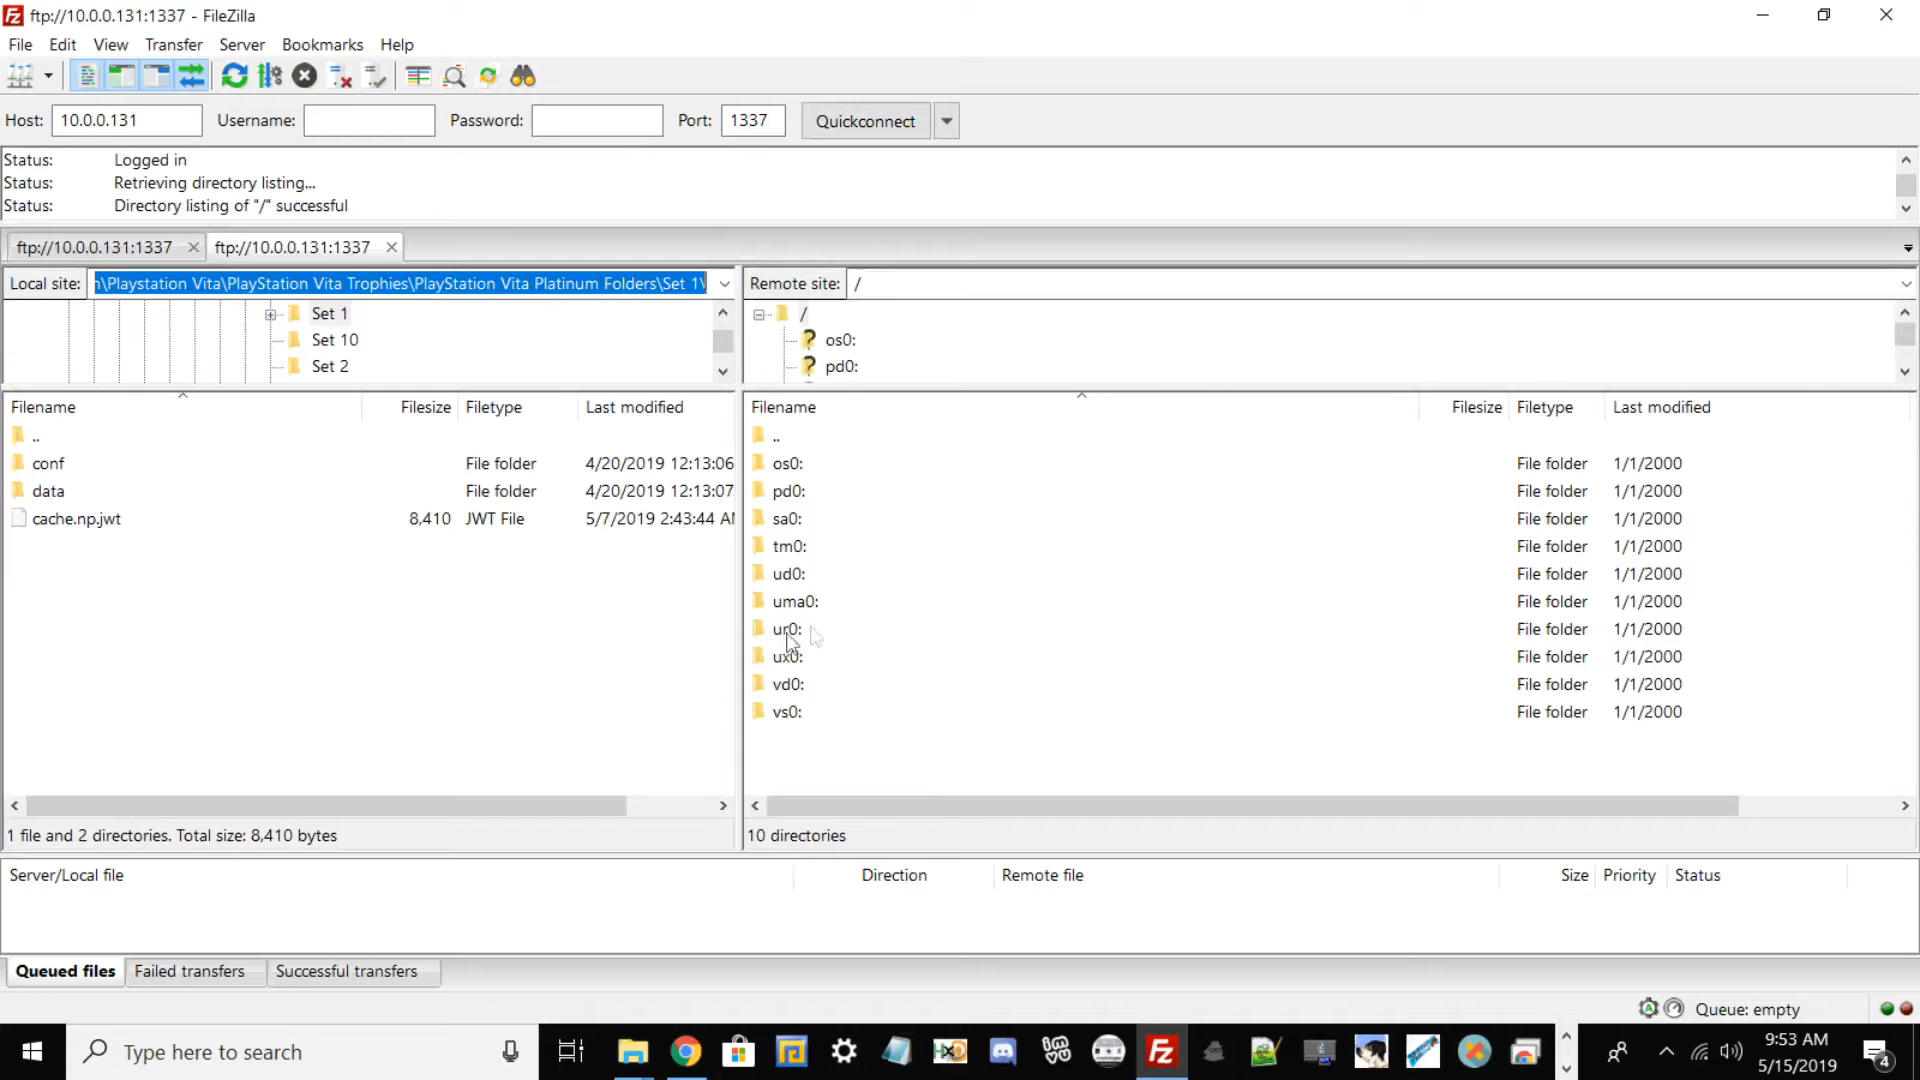 ftp://10.0.0.131:1337 - FileZilla
File Edit View Transfer Server Bookmarks Help
Host: 10.0.0.131 Username: Password: Port: 1337 Quickconnect
Status: Logged in
Status: Retrieving directory listing...
Status: Directory listing of "/" successful
ftp://10.0.0.131:1337 ftp://10.0.0.131:1337
Local site: \Playstation Vita\PlayStation Vita Trophies\PlayStation Vita Platinum Folders\Set 1\
Set 1
Set 10
Set 2
Filename Filesize Filetype Last modified
..
conf File folder 4/20/2019 12:13:06
data File folder 4/20/2019 12:13:07
cache.np.jwt 8,410 JWT File 5/7/2019 2:43:44 A
1 file and 2 directories. Total size: 8,410 bytes
Remote site: /
/
os0:
pd0:
Filename Filesize Filetype Last modified
..
os0: File folder 1/1/2000
pd0: File folder 1/1/2000
sa0: File folder 1/1/2000
tm0: File folder 1/1/2000
ud0: File folder 1/1/2000
uma0: File folder 1/1/2000
ur0: File folder 1/1/2000
ux0: File folder 1/1/2000
vd0: File folder 1/1/2000
vs0: File folder 1/1/2000
10 directories
Server/Local file Direction Remote file Size Priority Status
Queued files Failed transfers Successful transfers
Queue: empty
Type here to search
9:53 AM
5/15/2019
4